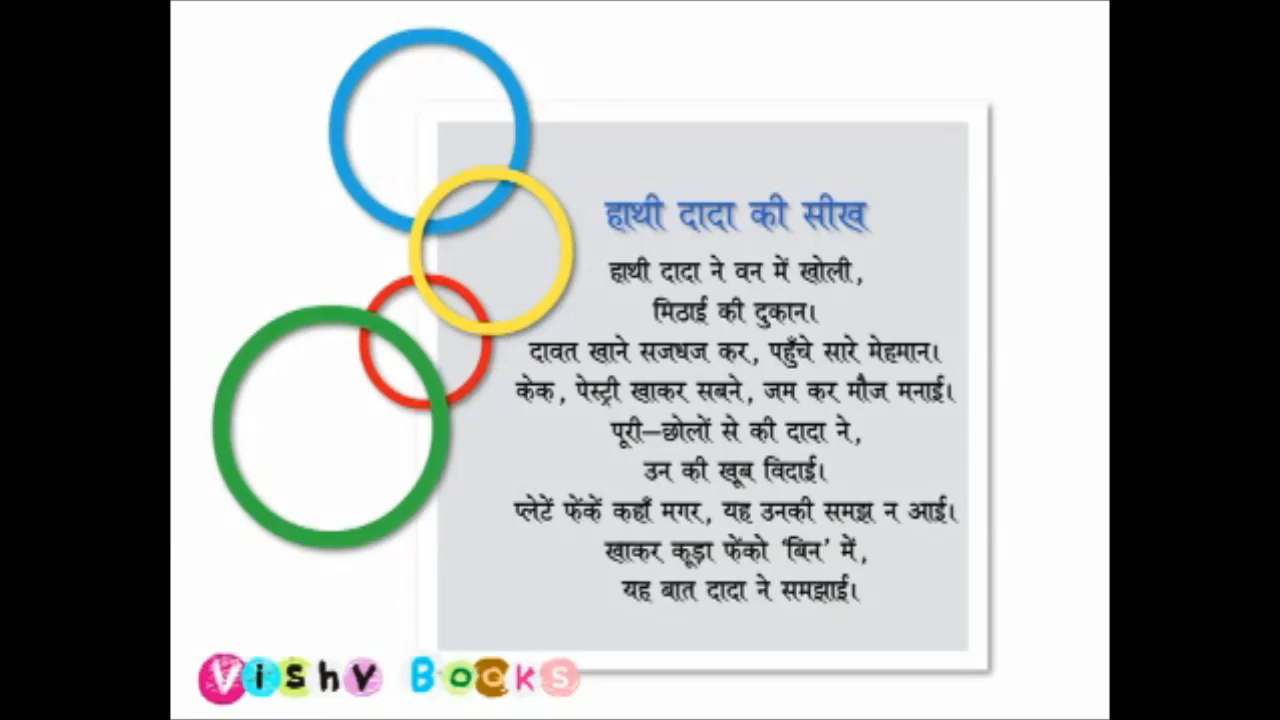 हाथी दादा की सीख
हाथी दादा ने वन में खोली,
मिठाई की दुकान।
दावत खाने सजधज कर, पहुँचे सारे मेहमान।
केक, पेस्ट्री खाकर सबने, जम कर मौज मनाई।
पूरी–छोलों से की दादा ने,
उन की खूब विदाई।
प्लेटें फेंकें कहाँ मगर, यह उनकी समझ न आई।
खाकर कूड़ा फेंको ‘बिन’ में,
यह बात दादा ने समझाई।
Vishv Books